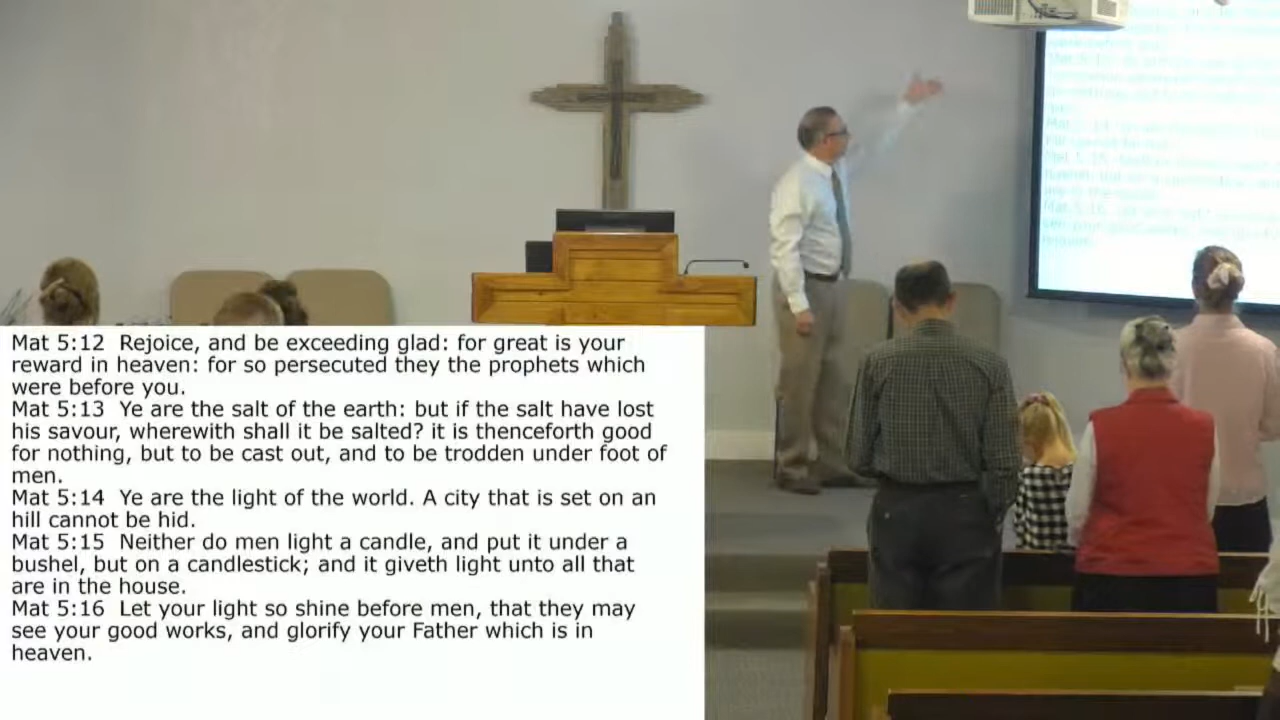 Mat 5:12 Rejoice, and be exceeding glad: for great is your
reward in heaven: for so persecuted they the prophets which
were before you.
Mat 5:13 Ye are the salt of the earth: but if the salt have lost
his savour, wherewith shall it be salted? it is thenceforth good
for nothing, but to be cast out, and to be trodden under foot of
men.
Mat 5:14 Ye are the light of the world. A city that is set on an
hill cannot be hid.
Mat 5:15 Neither do men light a candle, and put it under a
bushel, but on a candlestick; and it giveth light unto all that
are in the house.
Mat 5:16 Let your light so shine before men, that they may
see your good works, and glorify your Father which is in
heaven.